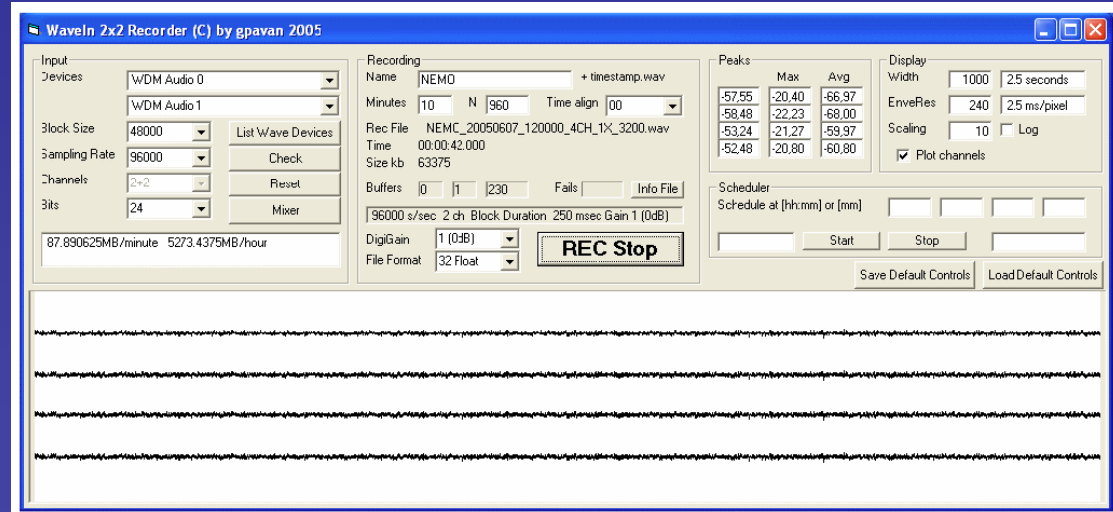 WaveIn 2x2 Recorder (C) by gpavan 2005
Input
Devices
WDM Audio 0
WDM Audio 1
Block Size 48000 List Wave Devices
Sampling Rate 96000 Check
Channels 2+2 Reset
Bits 24 Mixer
87.890625MB/minute 5273.4375MB/hour
Recording
Name NEMO + timestamp.wav
Minutes 10 N 960 Time align 00
Rec File NEMC_20050607_120000_4CH_1X_3200.wav
Time 00:00:42.000
Size kb 63375
Buffers 0 1 230 Fails Info File
96000 s/sec 2 ch Block Duration 250 msec Gain 1 (0dB)
DigiGain 1 (0dB)
File Format 32 Float
REC Stop
Peaks
Max Avg
-57,55 -20,40 -66,97
-58,48 -22,23 -68,00
-53,24 -21,27 -59,97
-52,48 -20,80 -60,80
Display
Width 1000 2.5 seconds
EnveRes 240 2.5 ms/pixel
Scaling 10 Log
Plot channels
Scheduler
Schedule at [hh:mm] or [mm]
Start Stop
Save Default Controls Load Default Controls